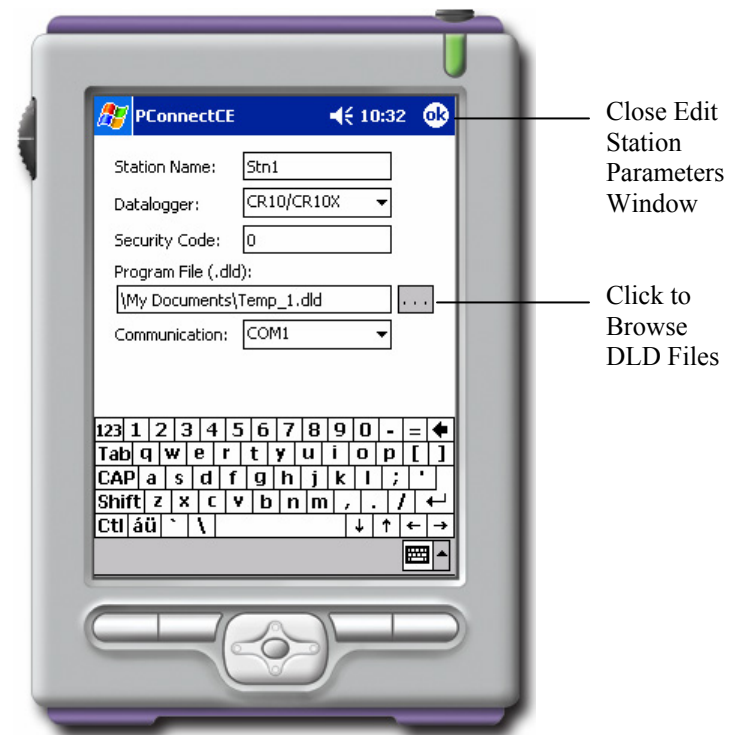 PConnectCE 10:32 ok
Station Name: Stn1
Datalogger: CR10/CR10X
Security Code: 0
Program File (.dld):
\My Documents\Temp_1.dld ...
Communication: COM1
123 1 2 3 4 5 6 7 8 9 0 - =
Tab q w e r t y u i o p [ ]
CAP a s d f g h j k l ; '
Shift z x c v b n m , . /
Ctl áü ` \ ↓ ↑ ← →
Close Edit
Station
Parameters
Window
Click to
Browse
DLD Files